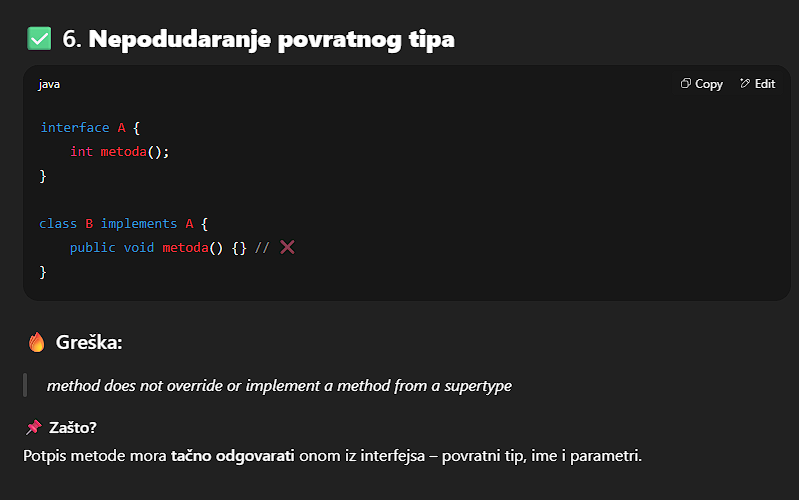 ✅ 6. Nepodudaranje povratnog tipa
java
Copy
Edit
interface A {
    int metoda();
}
class B implements A {
    public void metoda() {} // ❌
}
🔥 Greška:
method does not override or implement a method from a supertype
📌 Zašto?
Potpis metode mora tačno odgovarati onom iz interfejsa – povratni tip, ime i parametri.